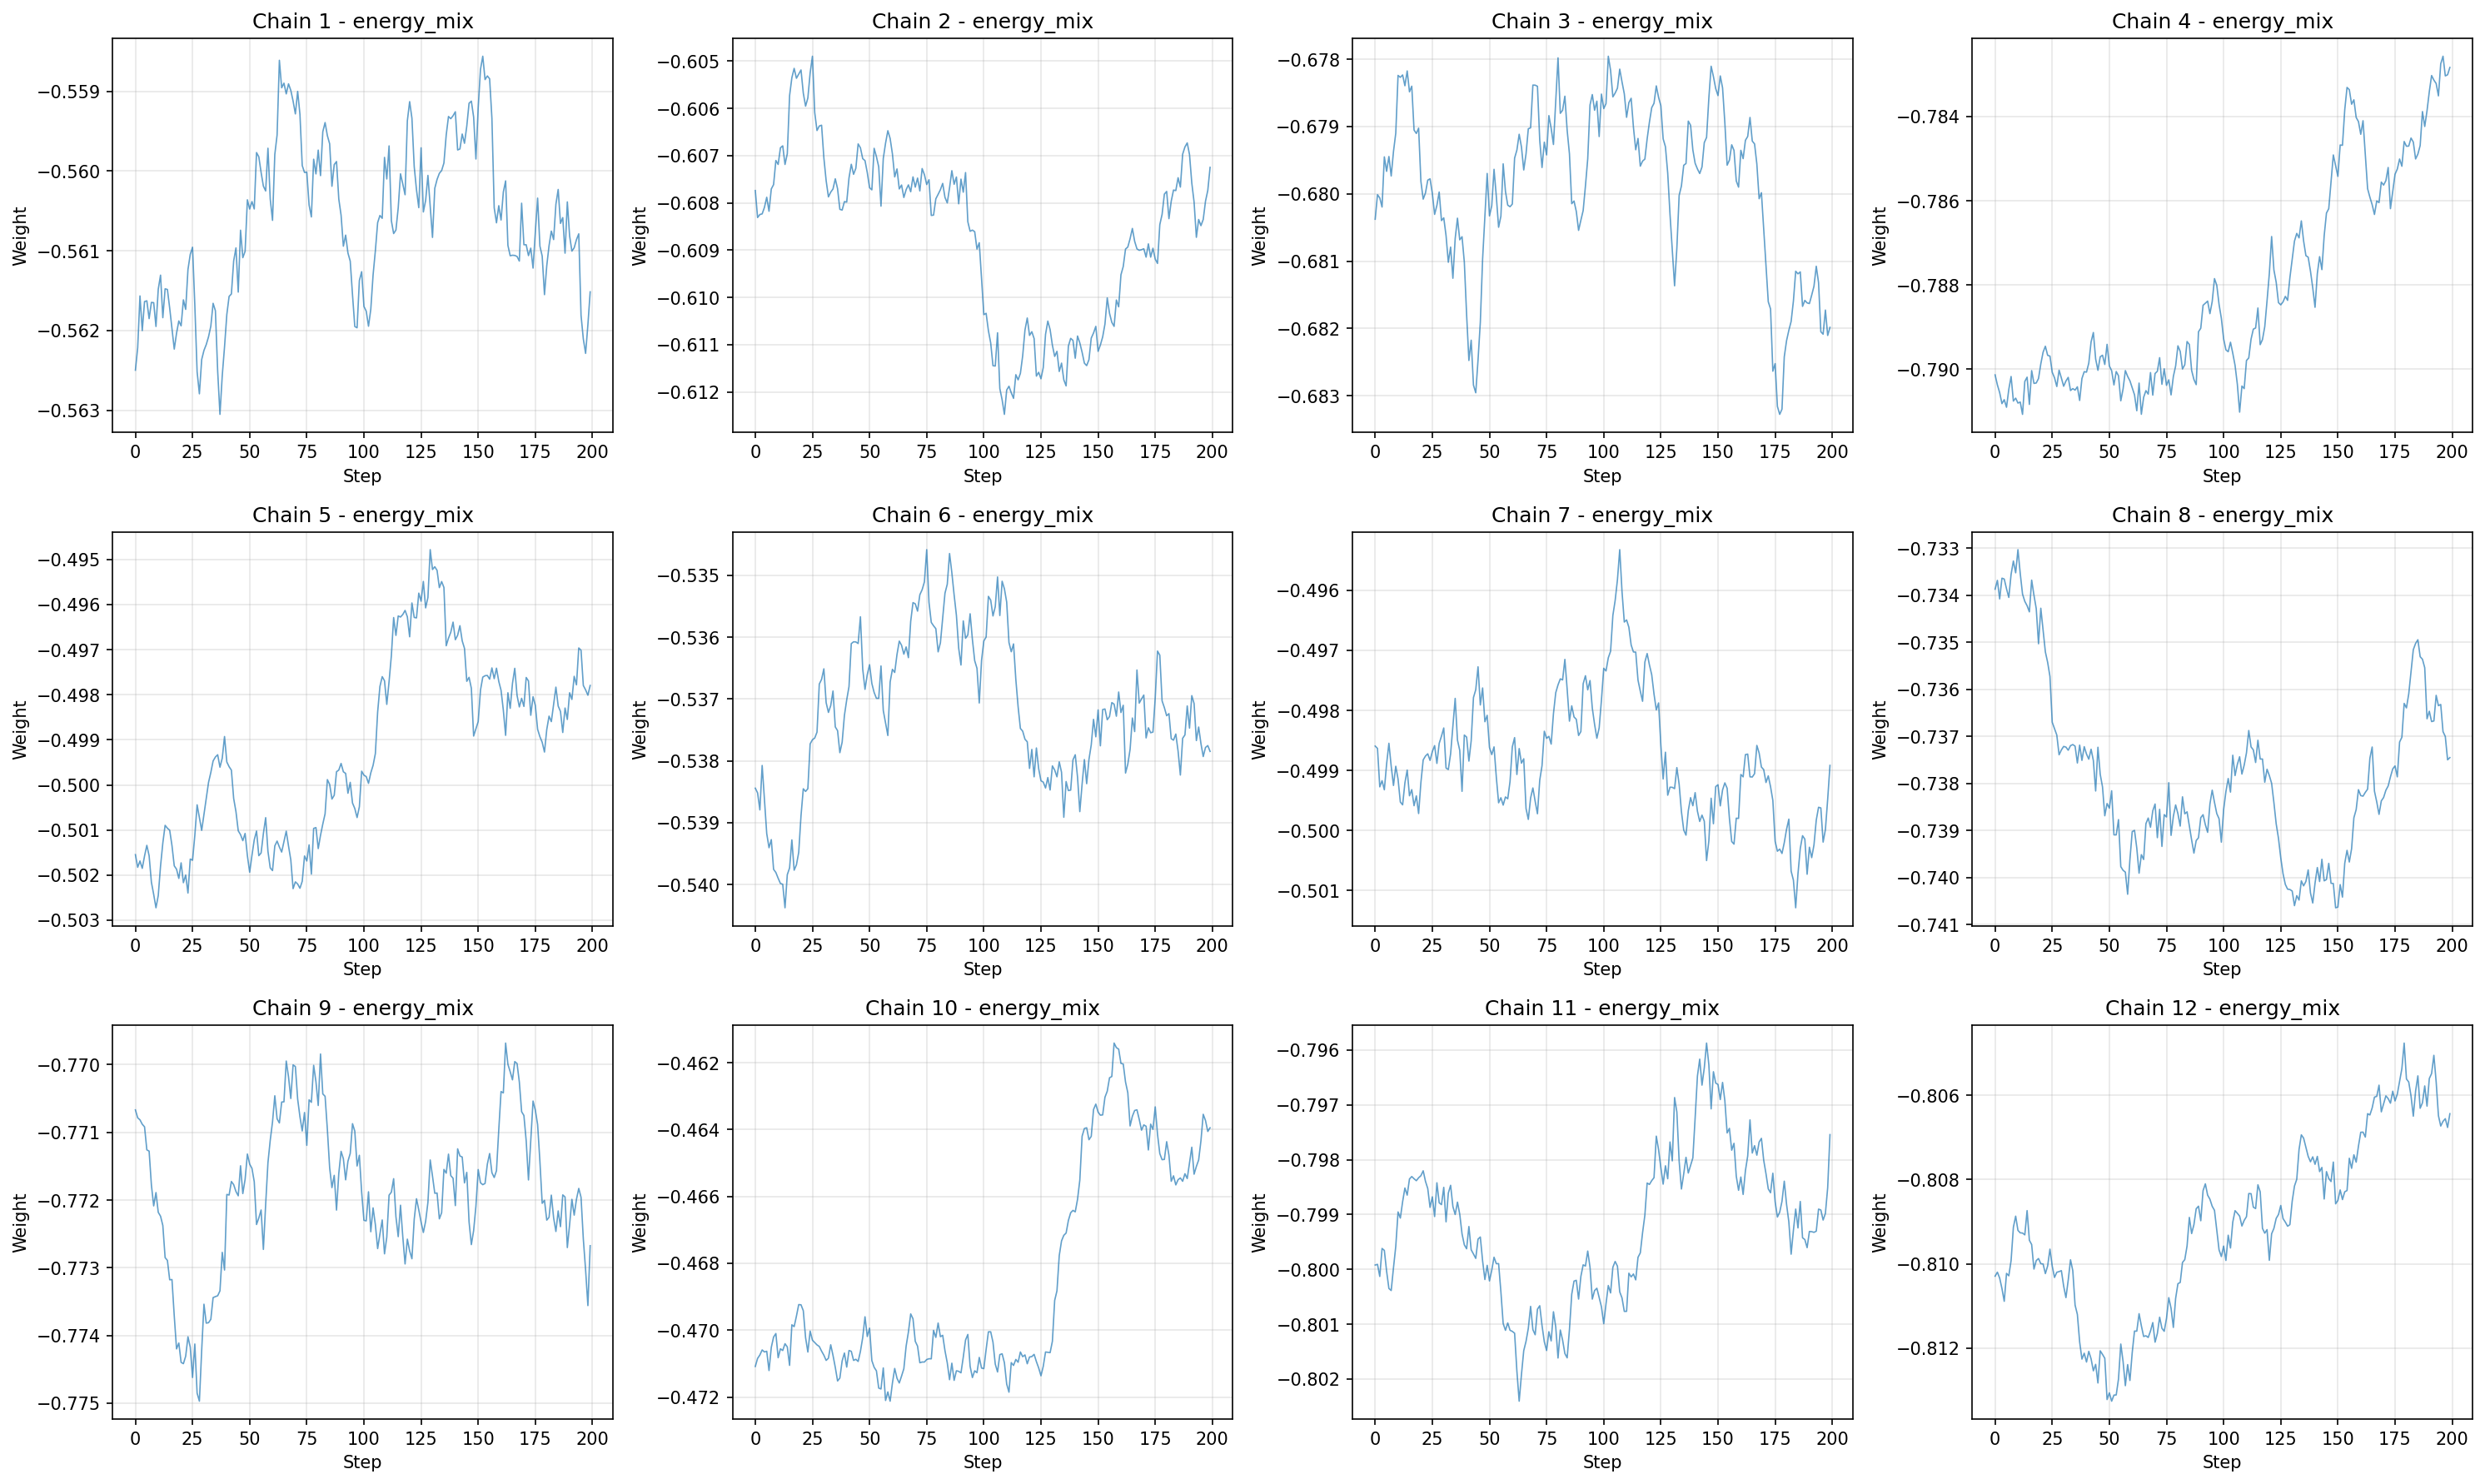 Chain 1 - energy_mix
−0.559
−0.560
−0.561
−0.562
−0.563
Weight
0 25 50 75 100 125 150 175 200
Step
Chain 2 - energy_mix
−0.605
−0.606
−0.607
−0.608
−0.609
−0.610
−0.611
−0.612
Weight
0 25 50 75 100 125 150 175 200
Step
Chain 3 - energy_mix
−0.678
−0.679
−0.680
−0.681
−0.682
−0.683
Weight
0 25 50 75 100 125 150 175 200
Step
Chain 4 - energy_mix
−0.784
−0.786
−0.788
−0.790
Weight
0 25 50 75 100 125 150 175 200
Step
Chain 5 - energy_mix
−0.495
−0.496
−0.497
−0.498
−0.499
−0.500
−0.501
−0.502
−0.503
Weight
0 25 50 75 100 125 150 175 200
Step
Chain 6 - energy_mix
−0.535
−0.536
−0.537
−0.538
−0.539
−0.540
Weight
0 25 50 75 100 125 150 175 200
Step
Chain 7 - energy_mix
−0.496
−0.497
−0.498
−0.499
−0.500
−0.501
Weight
0 25 50 75 100 125 150 175 200
Step
Chain 8 - energy_mix
−0.733
−0.734
−0.735
−0.736
−0.737
−0.738
−0.739
−0.740
−0.741
Weight
0 25 50 75 100 125 150 175 200
Step
Chain 9 - energy_mix
−0.770
−0.771
−0.772
−0.773
−0.774
−0.775
Weight
0 25 50 75 100 125 150 175 200
Step
Chain 10 - energy_mix
−0.462
−0.464
−0.466
−0.468
−0.470
−0.472
Weight
0 25 50 75 100 125 150 175 200
Step
Chain 11 - energy_mix
−0.796
−0.797
−0.798
−0.799
−0.800
−0.801
−0.802
Weight
0 25 50 75 100 125 150 175 200
Step
Chain 12 - energy_mix
−0.806
−0.808
−0.810
−0.812
Weight
0 25 50 75 100 125 150 175 200
Step